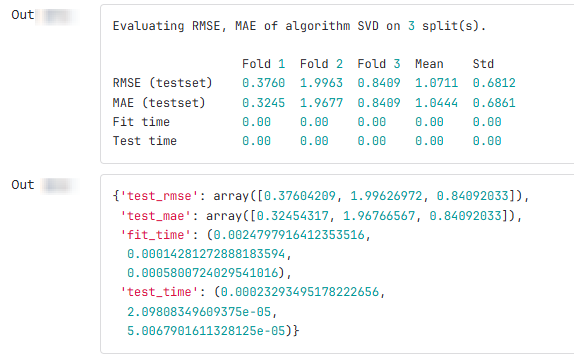 Out
Evaluating RMSE, MAE of algorithm SVD on 3 split(s).
Fold 1 Fold 2 Fold 3 Mean Std
RMSE (testset) 0.3760 1.9963 0.8409 1.0711 0.6812
MAE (testset) 0.3245 1.9677 0.8409 1.0444 0.6861
Fit time 0.00 0.00 0.00 0.00 0.00
Test time 0.00 0.00 0.00 0.00 0.00
Out
{'test_rmse': array([0.37604209, 1.99626972, 0.84092033]),
'test_mae': array([0.32454317, 1.96766567, 0.84092033]),
'fit_time': (0.0024797916412353516,
0.00014281272888183594,
0.0005800724029541016),
'test_time': (0.00023293495178222656,
2.09808349609375e-05,
5.0067901611328125e-05)}